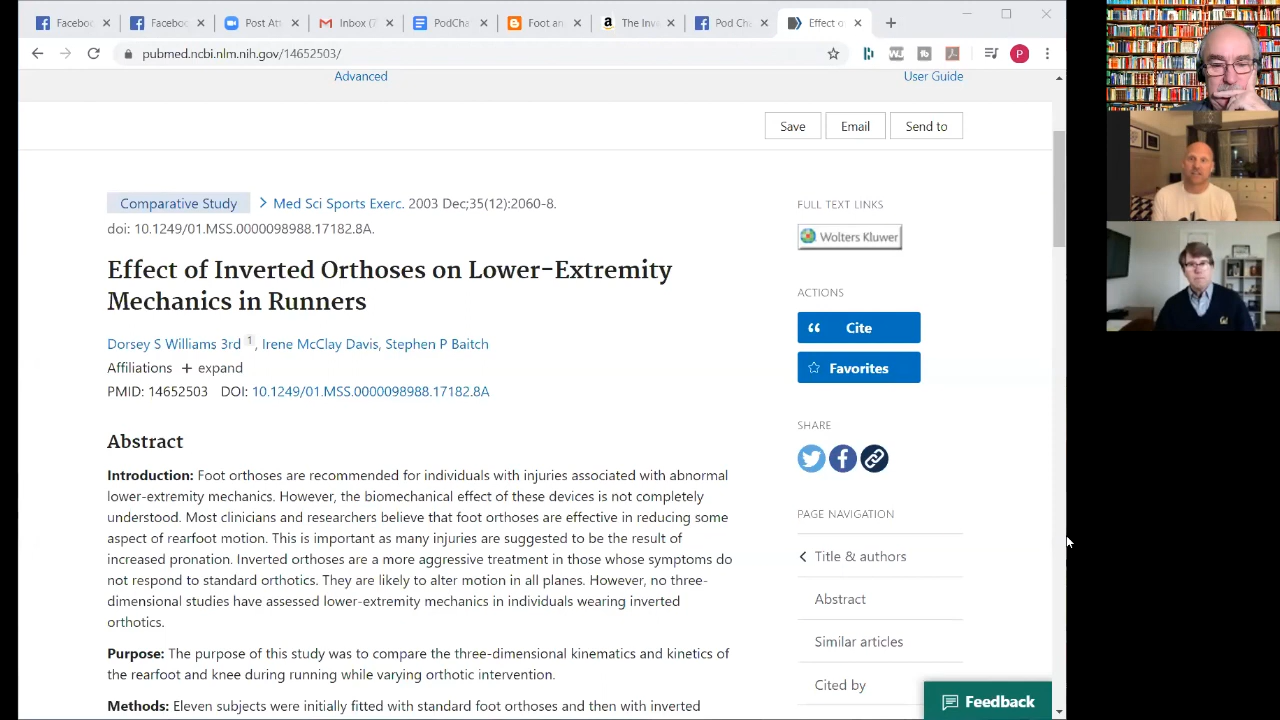 Facebo
Faceboo
Post Att
Inbox (7
PodChat
Foot an
The Inv
Pod Cha
Effect o
pubmed.ncbi.nlm.nih.gov/14652503/
P
Advanced
User Guide
Save
Email
Send to
Comparative Study > Med Sci Sports Exerc. 2003 Dec;35(12):2060-8.
doi: 10.1249/01.MSS.0000098988.17182.8A.
Effect of Inverted Orthoses on Lower-Extremity
Mechanics in Runners
Dorsey S Williams 3rd 1, Irene McClay Davis, Stephen P Baitch
Affiliations + expand
PMID: 14652503 DOI: 10.1249/01.MSS.0000098988.17182.8A
Abstract
Introduction: Foot orthoses are recommended for individuals with injuries associated with abnormal
lower-extremity mechanics. However, the biomechanical effect of these devices is not completely
understood. Most clinicians and researchers believe that foot orthoses are effective in reducing some
aspect of rearfoot motion. This is important as many injuries are suggested to be the result of
increased pronation. Inverted orthoses are a more aggressive treatment in those whose symptoms do
not respond to standard orthotics. They are likely to alter motion in all planes. However, no three-
dimensional studies have assessed lower-extremity mechanics in individuals wearing inverted
orthotics.
Purpose: The purpose of this study was to compare the three-dimensional kinematics and kinetics of
the rearfoot and knee during running while varying orthotic intervention.
Methods: Eleven subjects were initially fitted with standard foot orthoses and then with inverted
FULL TEXT LINKS
Wolters Kluwer
ACTIONS
Cite
Favorites
SHARE
PAGE NAVIGATION
Title & authors
Abstract
Similar articles
Cited by
Feedback
Cal